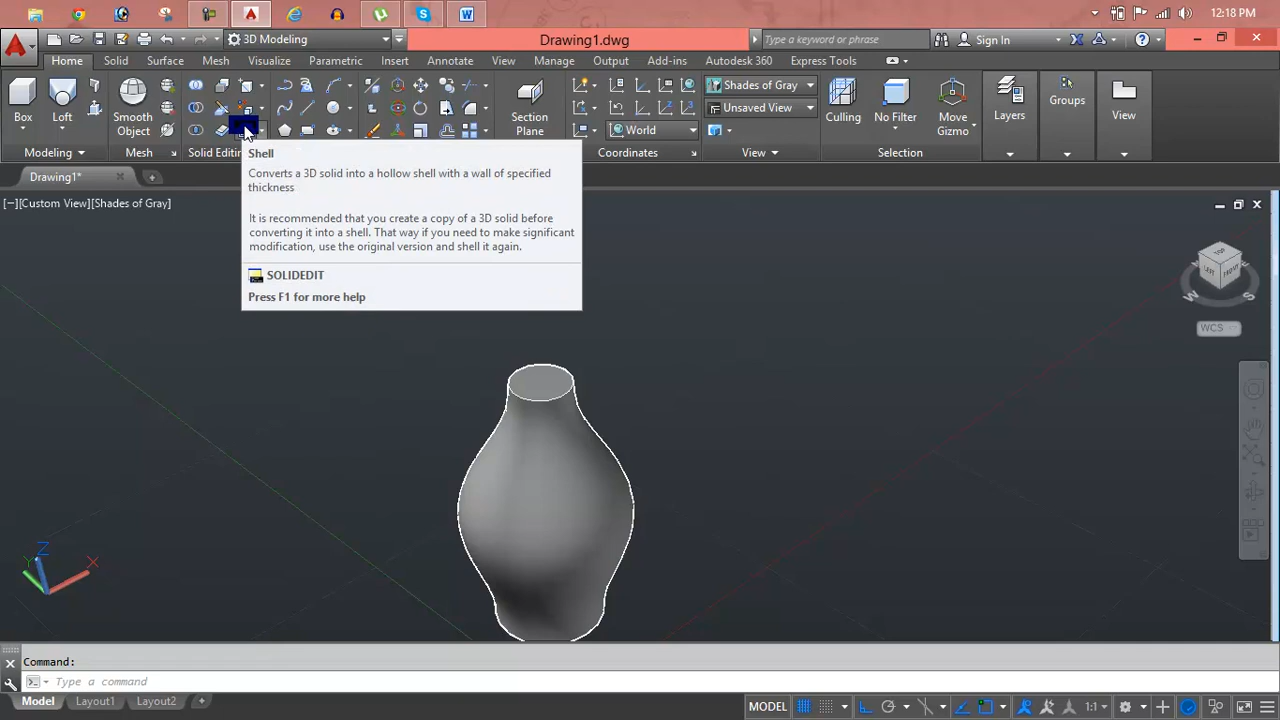 12:18 PM
3D Modeling
Drawing1.dwg
Type a keyword or phrase
Sign In
Home Solid Surface Mesh Visualize Parametric Insert Annotate View Manage Output Add-ins Autodesk 360 Express Tools
Box
Loft
Smooth
Object
Section
Plane
World
Shades of Gray
Unsaved View
Culling
No Filter
Move
Gizmo
Layers
Groups
View
Modeling
Mesh
Solid Editin
Coordinates
View
Selection
Drawing1*
Shell
Converts a 3D solid into a hollow shell with a wall of specified
thickness
It is recommended that you create a copy of a 3D solid before
converting it into a shell. That way if you need to make significant
modification, use the original version and shell it again.
SOLIDEDIT
Press F1 for more help
[−][Custom View][Shades of Gray]
TOP
LEFT
FRONT
W
S
WCS
Z
Y
X
Command:
Type a command
Model Layout1 Layout2 +
MODEL
1:1